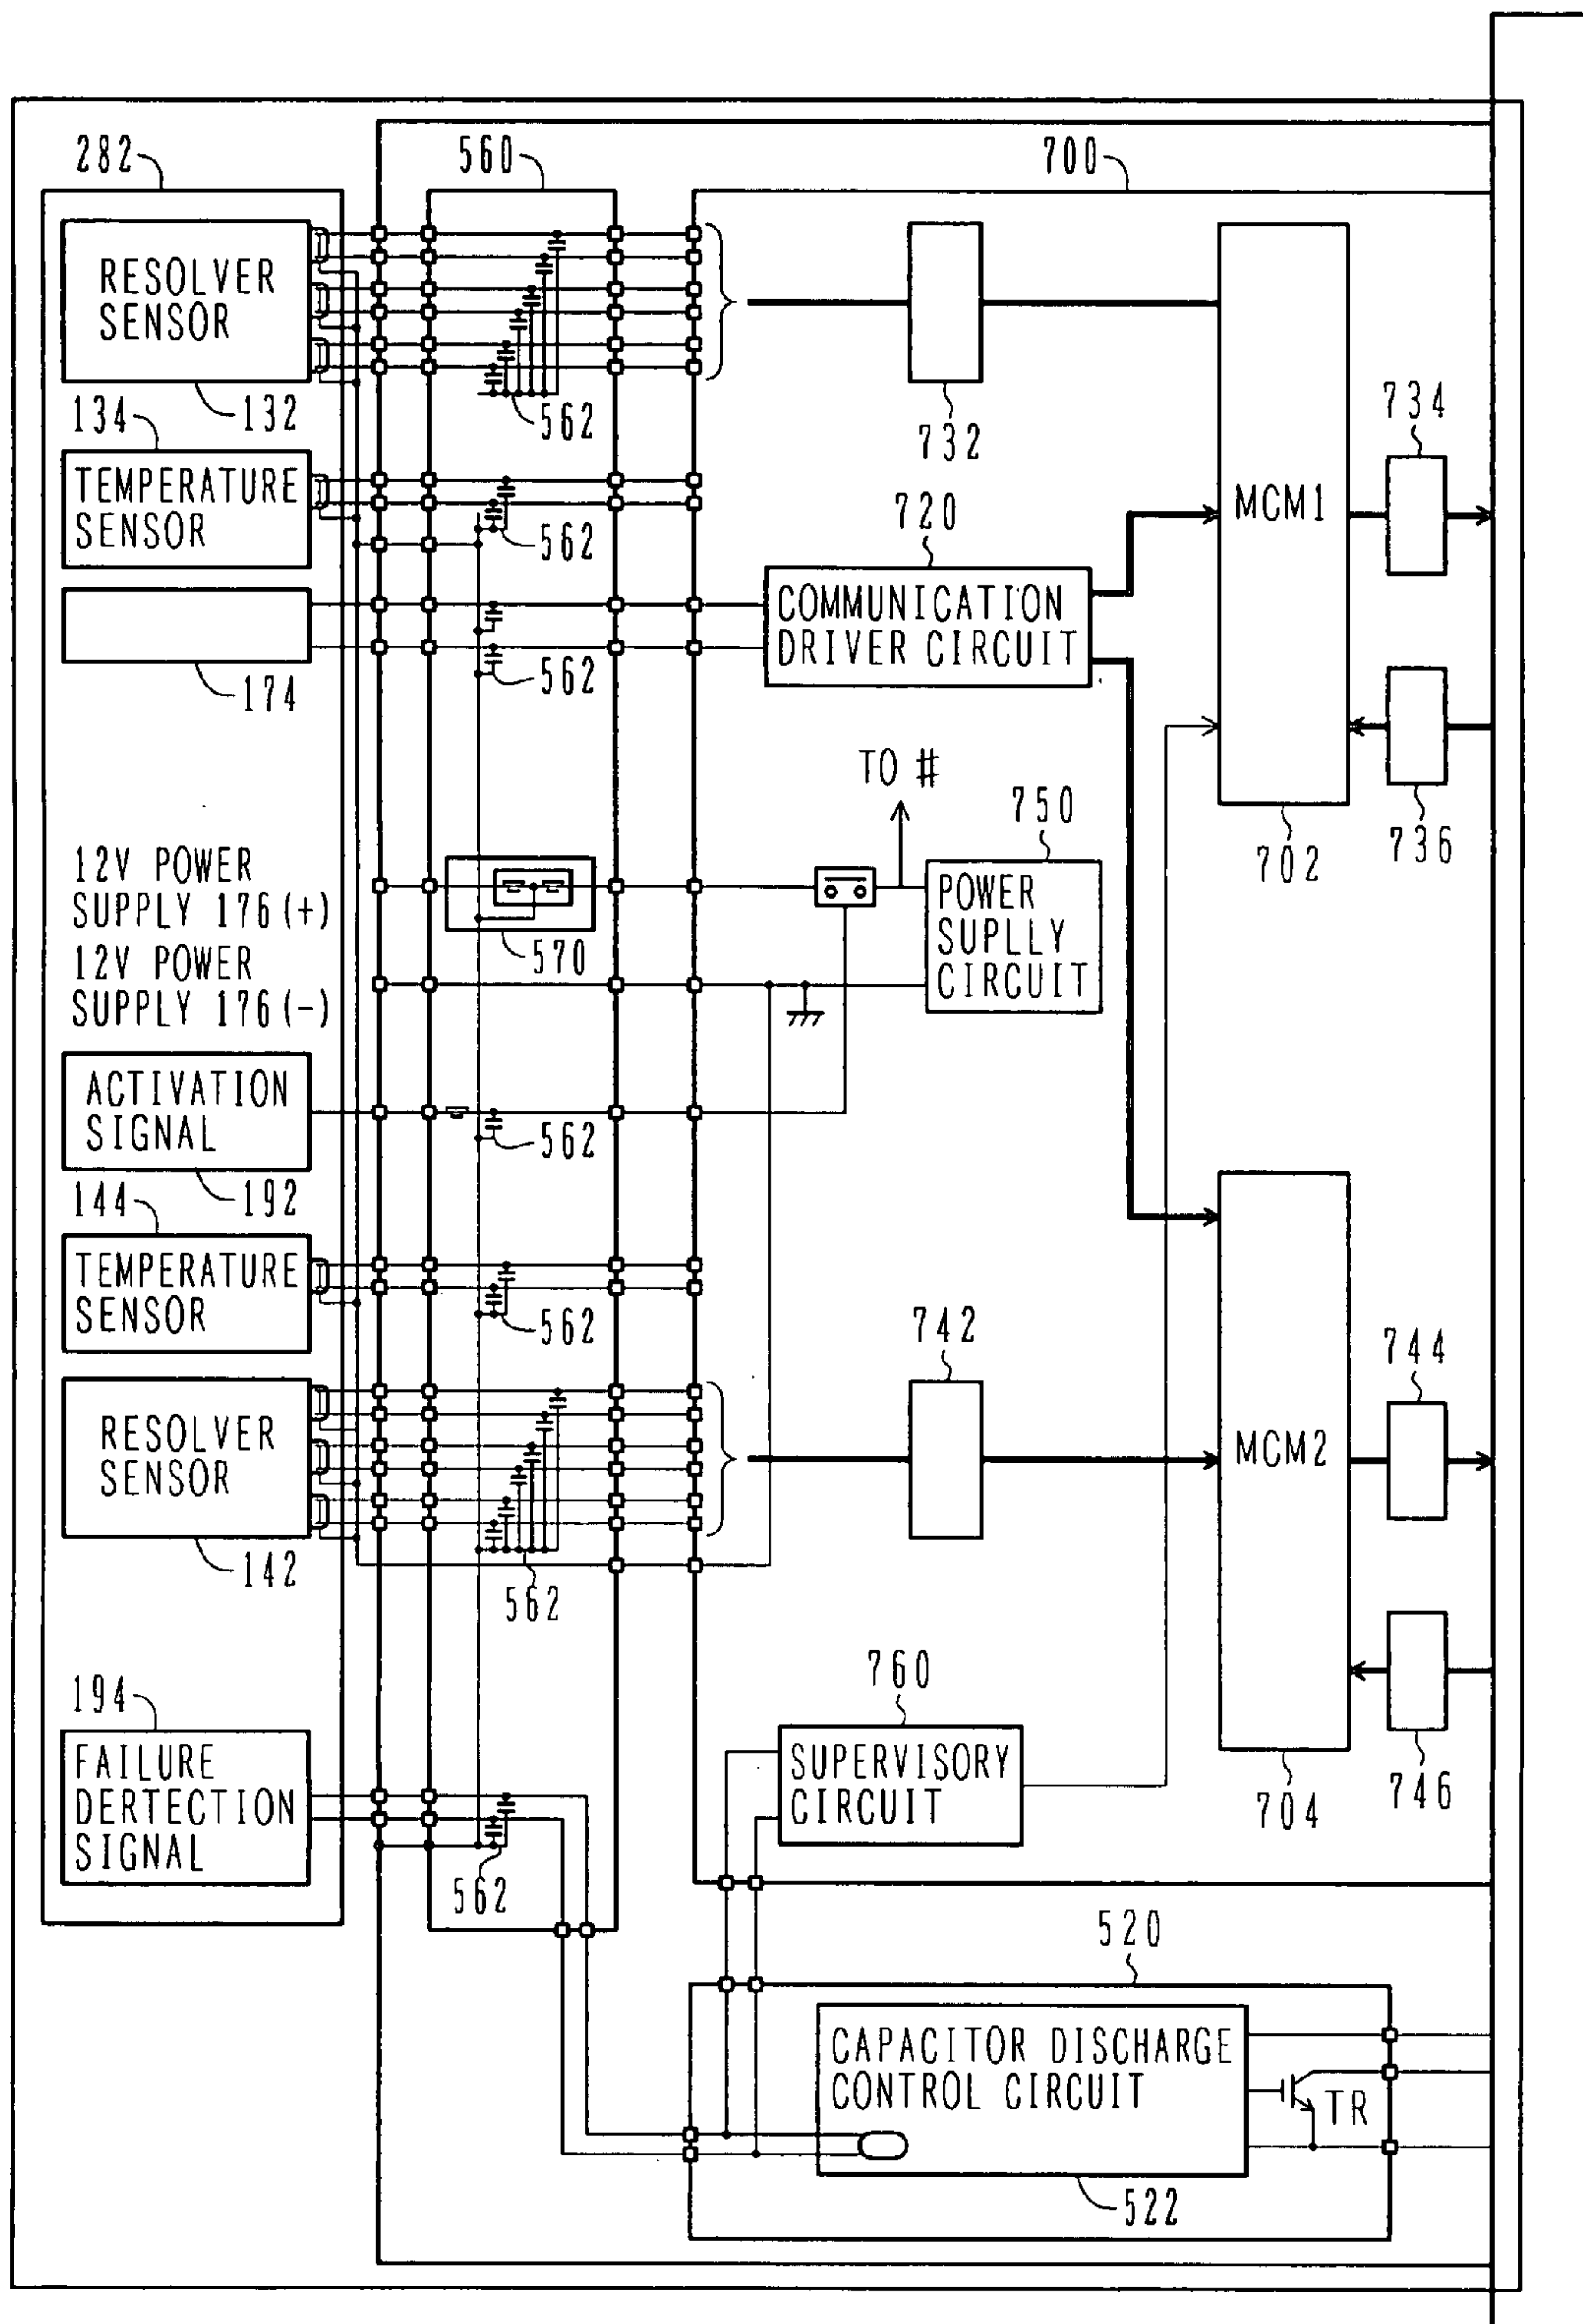 282
560
700
RESOLVER
SENSOR
132
562
732
734
134
TEMPERATURE
SENSOR
562
720
MCM1
COMMUNICATION
DRIVER CIRCUIT
174
562
TO #
750
702
736
12V POWER
SUPPLY 176(+)
12V POWER
SUPPLY 176(-)
570
POWER
SUPLLY
CIRCUIT
ACTIVATION
SIGNAL
562
192
144
TEMPERATURE
SENSOR
562
742
744
RESOLVER
SENSOR
MCM2
142
562
194
760
FAILURE
DERTECTION
SIGNAL
SUPERVISORY
CIRCUIT
704
746
562
520
CAPACITOR DISCHARGE
CONTROL CIRCUIT
TR
522